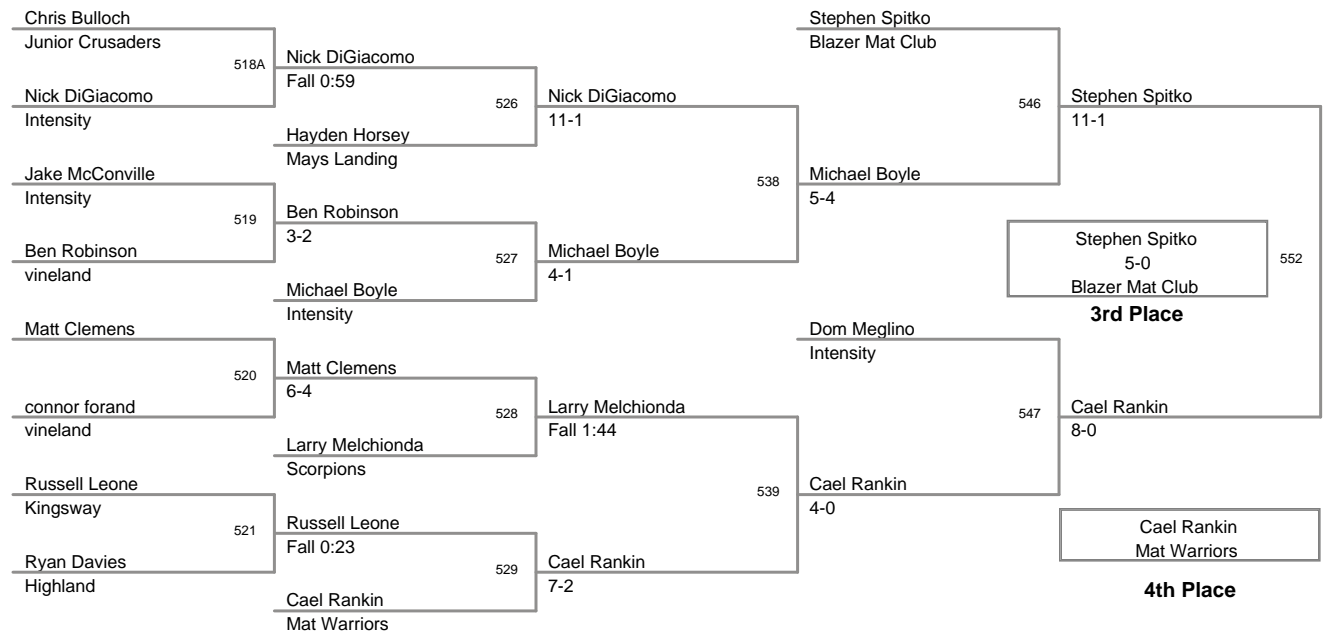 Chris Bulloch
Junior Crusaders
518A
Nick DiGiacomo
Intensity
Jake McConville
Intensity
519
Ben Robinson
vineland
Matt Clemens
520
connor forand
vineland
Russell Leone
Kingsway
521
Ryan Davies
Highland
Nick DiGiacomo
Fall 0:59
526
Hayden Horsey
Mays Landing
Ben Robinson
3-2
527
Michael Boyle
Intensity
Matt Clemens
6-4
528
Larry Melchionda
Scorpions
Russell Leone
Fall 0:23
529
Cael Rankin
Mat Warriors
Nick DiGiacomo
11-1
538
Michael Boyle
4-1
Larry Melchionda
Fall 1:44
539
Cael Rankin
7-2
Stephen Spitko
Blazer Mat Club
546
Michael Boyle
5-4
Dom Meglino
Intensity
547
Cael Rankin
4-0
Stephen Spitko
11-1
552
Cael Rankin
8-0
Stephen Spitko
5-0
Blazer Mat Club
3rd Place
Cael Rankin
Mat Warriors
4th Place